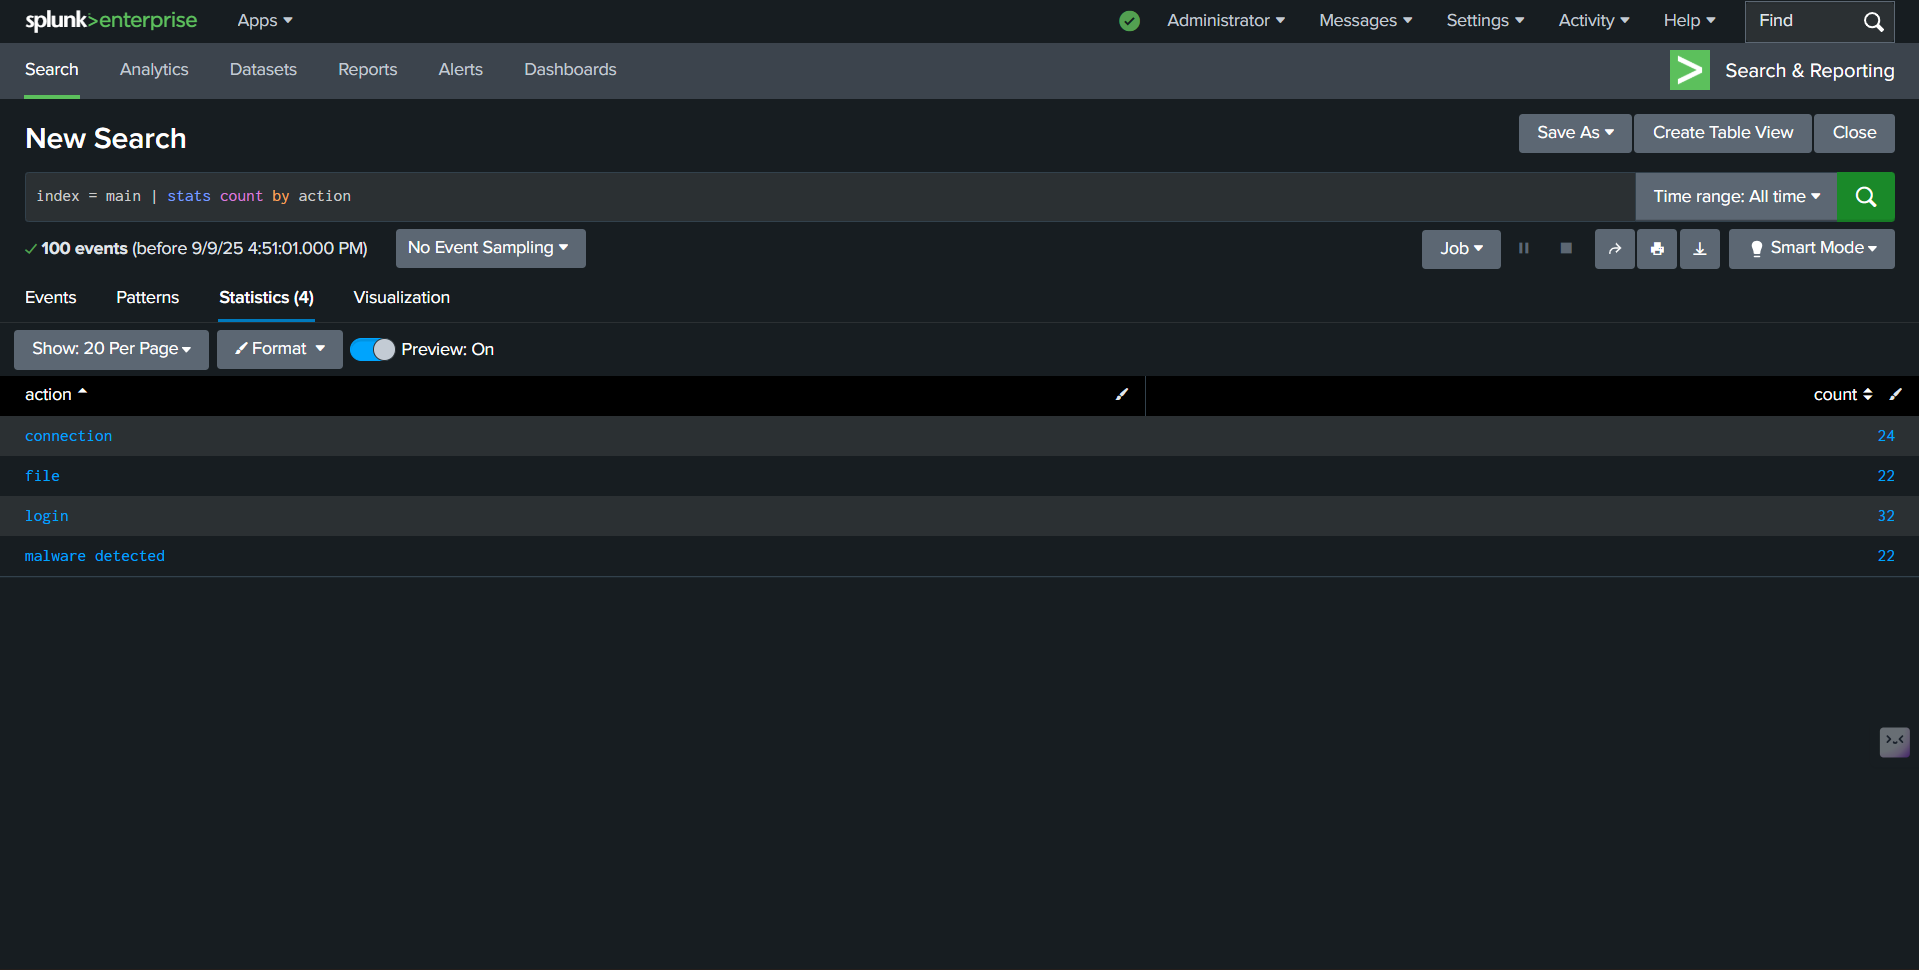 splunk>enterprise Apps Administrator Messages Settings Activity Help Find
Search Analytics Datasets Reports Alerts Dashboards Search & Reporting
New Search Save As Create Table View Close
index = main | stats count by action Time range: All time
100 events (before 9/9/25 4:51:01.000 PM) No Event Sampling Job Smart Mode
Events Patterns Statistics (4) Visualization
Show: 20 Per Page Format Preview: On
action count
connection 24
file 22
login 32
malware detected 22